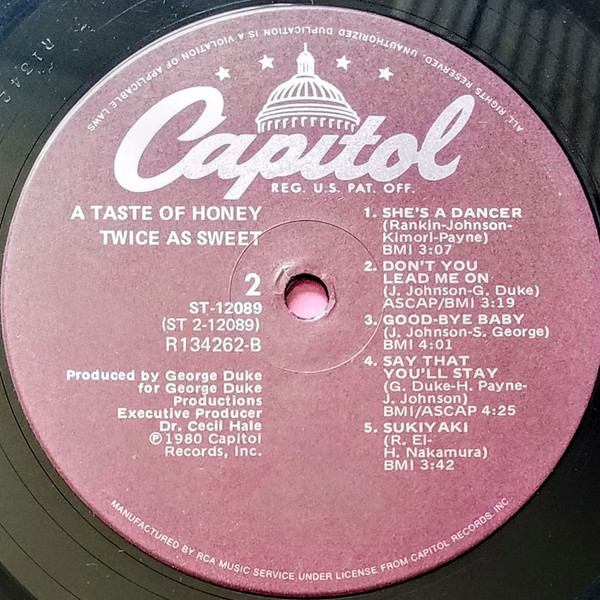 ALL RIGHTS RESERVED. UNAUTHORIZED DUPLICATION IS A VIOLATION OF APPLICABLE LAWS
Capitol
REG. U.S. PAT. OFF.
A TASTE OF HONEY
TWICE AS SWEET
2
ST-12089
(ST 2-12089)
R134262-B
Produced by George Duke
for George Duke
Productions
Executive Producer
Dr. Cecil Hale
℗1980 Capitol
Records, Inc.
1. SHE'S A DANCER
(Rankin-Johnson-
Kimori-Payne)
BMI 3:07
2. DON'T YOU
LEAD ME ON
(J. Johnson-G. Duke)
ASCAP/BMI 3:19
3. GOOD-BYE BABY
(J. Johnson-S. George)
BMI 4:01
4. SAY THAT
YOU'LL STAY
(G. Duke-H. Payne-
J. Johnson)
BMI/ASCAP 4:25
5. SUKIYAKI
(R. Ei-
H. Nakamura)
BMI 3:42
MANUFACTURED BY RCA MUSIC SERVICE UNDER LICENSE FROM CAPITOL RECORDS, INC.